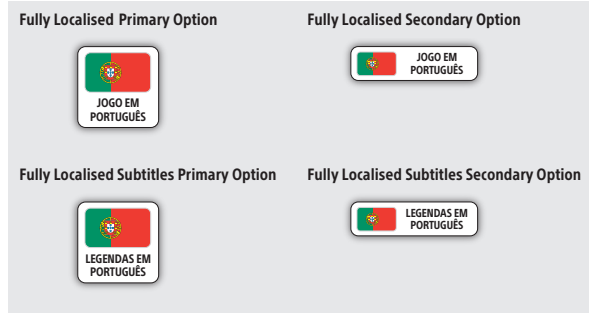 Fully Localised Primary Option
Fully Localised Secondary Option
JOGO EM
PORTUGUÊS
JOGO EM
PORTUGUÊS
Fully Localised Subtitles Primary Option
Fully Localised Subtitles Secondary Option
LEGENDAS EM
PORTUGUÊS
LEGENDAS EM
PORTUGUÊS